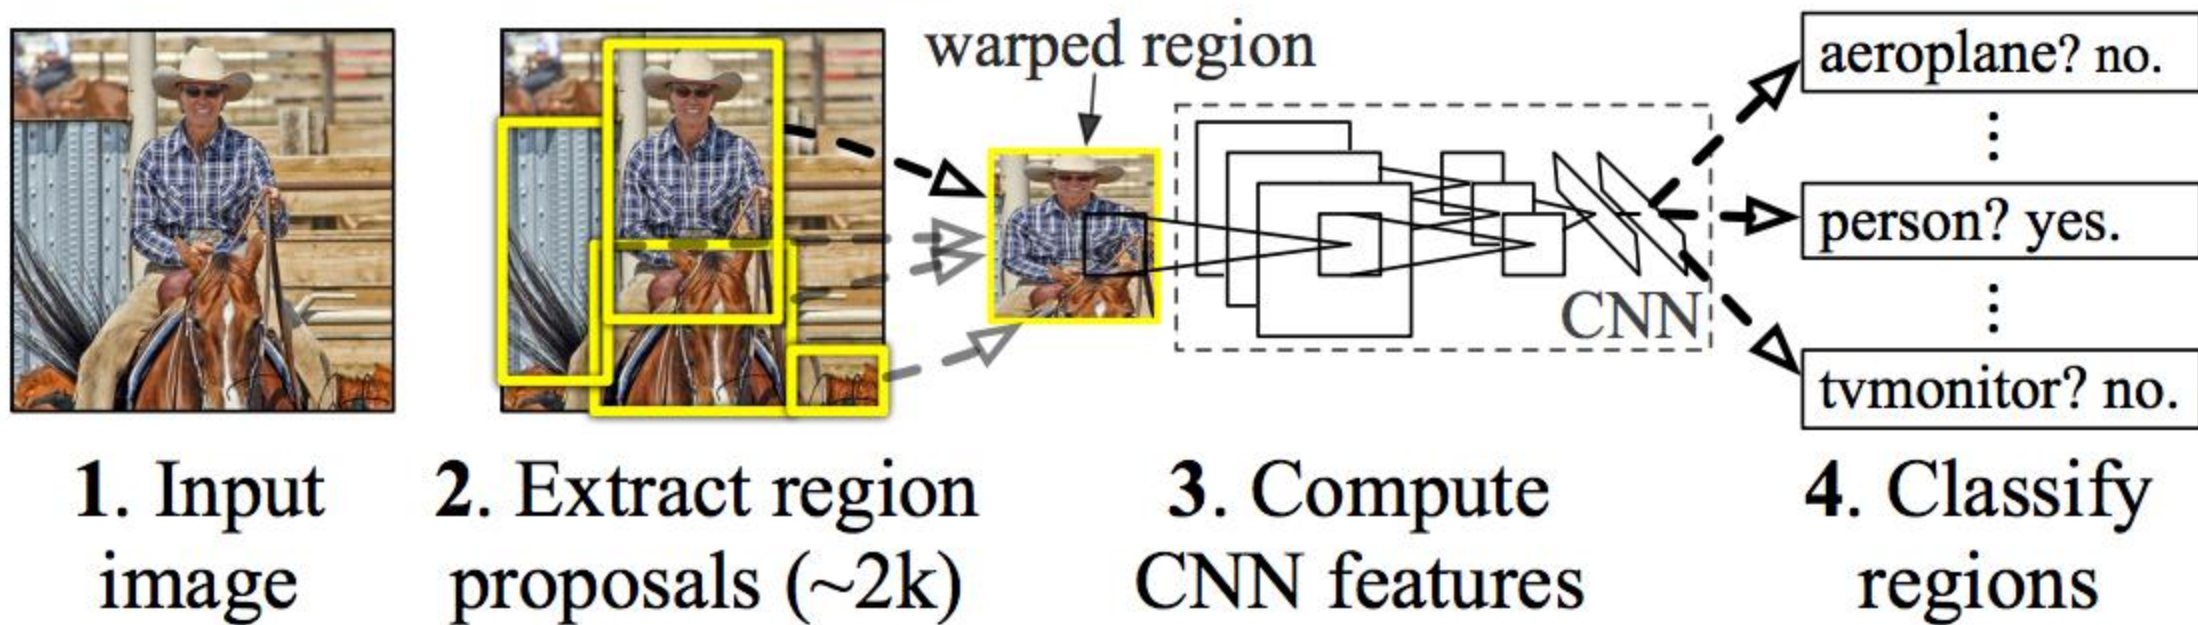 warped region
aeroplane? no.
⋮
person? yes.
⋮
tvmonitor? no.
CNN
1. Input
image
2. Extract region
proposals (~2k)
3. Compute
CNN features
4. Classify
regions